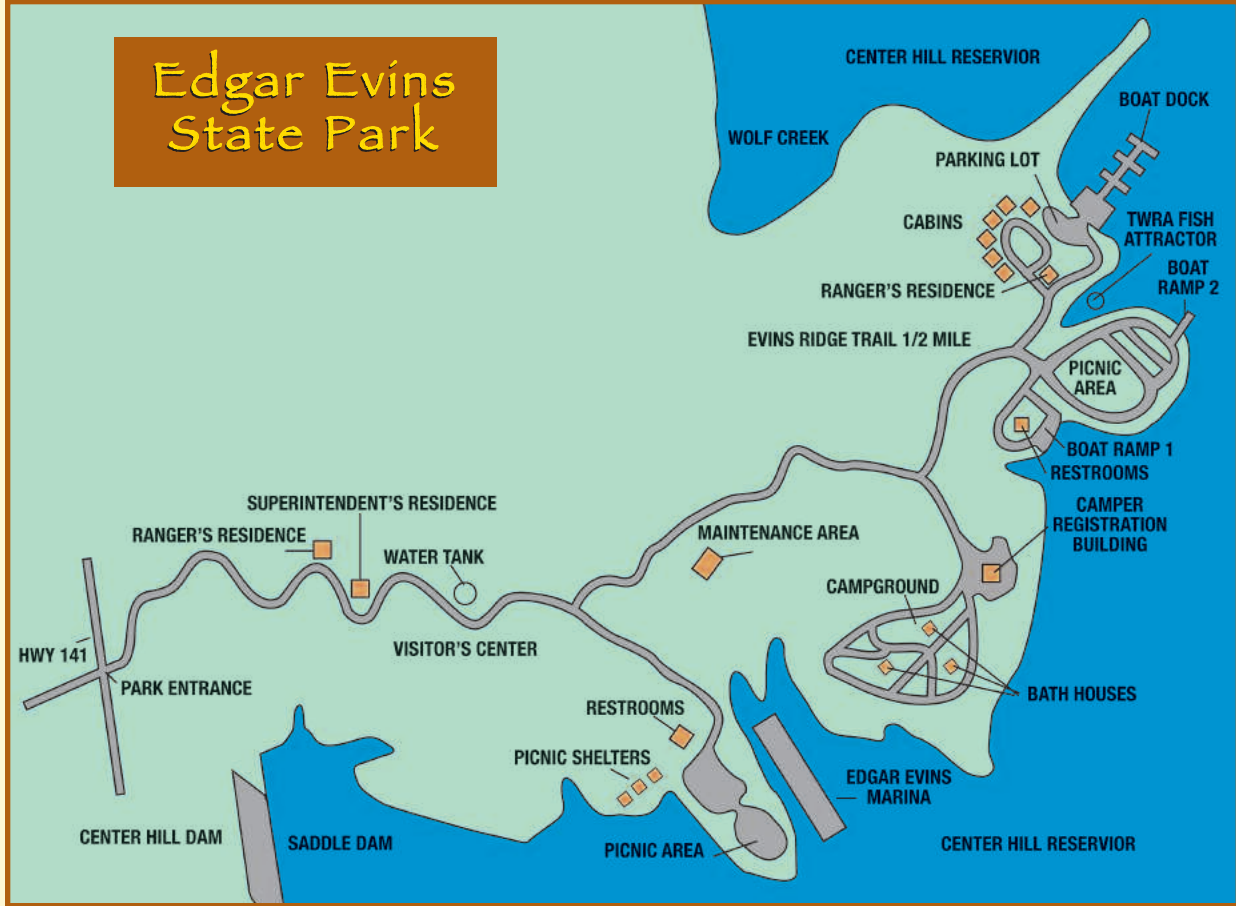 Edgar Evins
State Park
CENTER HILL RESERVIOR
BOAT DOCK
WOLF CREEK
PARKING LOT
CABINS
TWRA FISH
ATTRACTOR
BOAT
RAMP 2
RANGER'S RESIDENCE
EVINS RIDGE TRAIL 1/2 MILE
PICNIC
AREA
BOAT RAMP 1
RESTROOMS
SUPERINTENDENT'S RESIDENCE
RANGER'S RESIDENCE
WATER TANK
MAINTENANCE AREA
CAMPER
REGISTRATION
BUILDING
CAMPGROUND
HWY 141
VISITOR'S CENTER
PARK ENTRANCE
BATH HOUSES
RESTROOMS
PICNIC SHELTERS
EDGAR EVINS
MARINA
CENTER HILL DAM
SADDLE DAM
PICNIC AREA
CENTER HILL RESERVIOR